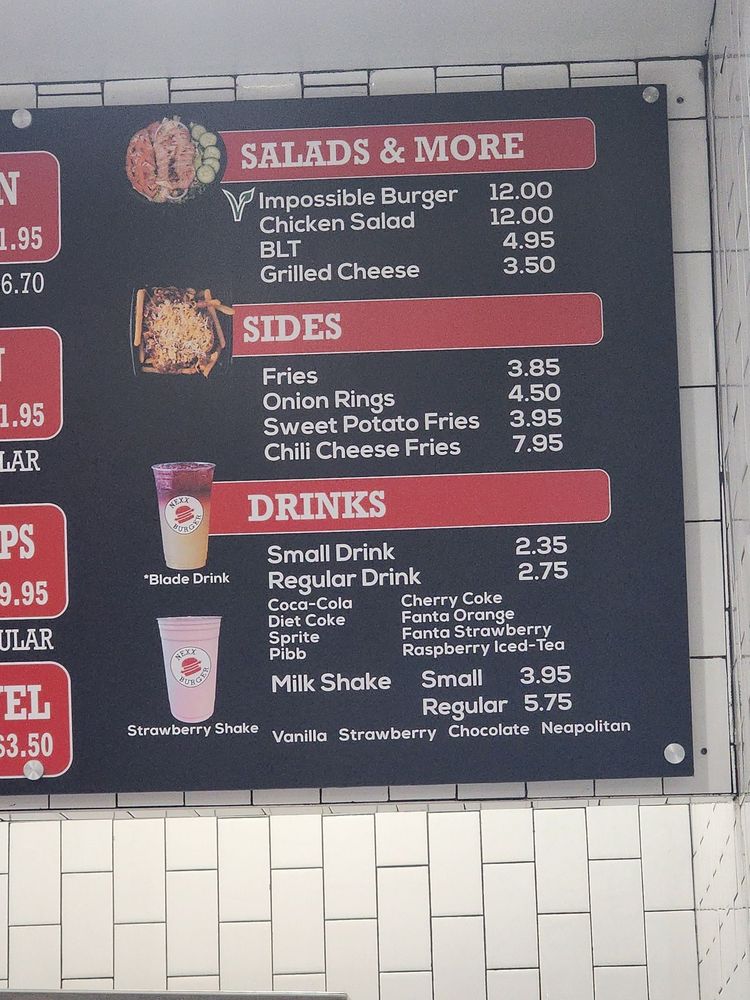 N
1.95
6.70
1.95
LAR
PS
9.95
ULAR
VEL
$3.50
SALADS & MORE
Impossible Burger 12.00
Chicken Salad 12.00
BLT 4.95
Grilled Cheese 3.50
SIDES
Fries 3.85
Onion Rings 4.50
Sweet Potato Fries 3.95
Chili Cheese Fries 7.95
NEXX
BURGER
*Blade Drink
DRINKS
Small Drink 2.35
Regular Drink 2.75
Coca-Cola Cherry Coke
Diet Coke Fanta Orange
Sprite Fanta Strawberry
Pibb Raspberry Iced-Tea
NEXX
BURGER
Strawberry Shake
Milk Shake Small 3.95
Regular 5.75
Vanilla Strawberry Chocolate Neapolitan